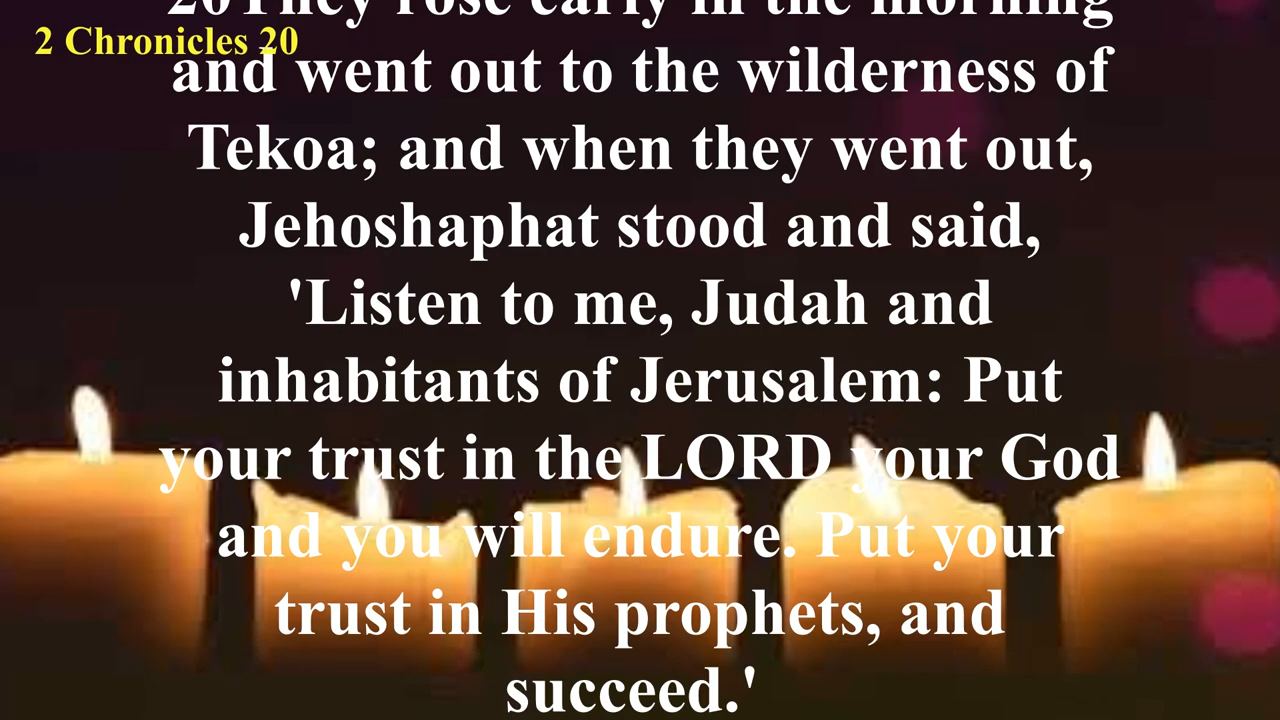 20They rose early in the morning
2 Chronicles 20
and went out to the wilderness of
Tekoa; and when they went out,
Jehoshaphat stood and said,
'Listen to me, Judah and
inhabitants of Jerusalem: Put
your trust in the LORD your God
and you will endure. Put your
trust in His prophets, and
succeed.'